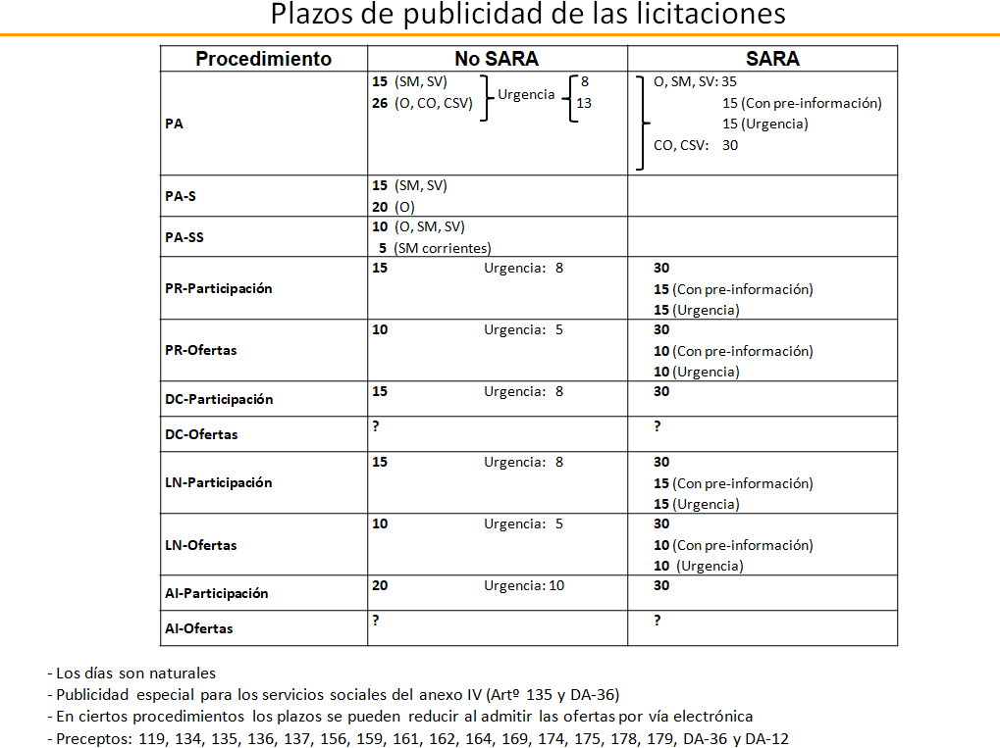 Plazos de publicidad de las licitaciones
Procedimiento No SARA SARA
PA
15 (SM, SV)
26 (O, CO, CSV)
Urgencia
8
13
O, SM, SV: 35
15 (Con pre-información)
15 (Urgencia)
CO, CSV: 30
PA-S
15 (SM, SV)
20 (O)
PA-SS
10 (O, SM, SV)
5 (SM corrientes)
PR-Participación
15 Urgencia: 8
30
15 (Con pre-información)
15 (Urgencia)
PR-Ofertas
10 Urgencia: 5
30
10 (Con pre-información)
10 (Urgencia)
DC-Participación
15 Urgencia: 8
30
DC-Ofertas
?
?
LN-Participación
15 Urgencia: 8
30
15 (Con pre-información)
15 (Urgencia)
LN-Ofertas
10 Urgencia: 5
30
10 (Con pre-información)
10 (Urgencia)
AI-Participación
20 Urgencia: 10
30
AI-Ofertas
?
?
- Los días son naturales
- Publicidad especial para los servicios sociales del anexo IV (Artº 135 y DA-36)
- En ciertos procedimientos los plazos se pueden reducir al admitir las ofertas por vía electrónica
- Preceptos: 119, 134, 135, 136, 137, 156, 159, 161, 162, 164, 169, 174, 175, 178, 179, DA-36 y DA-12